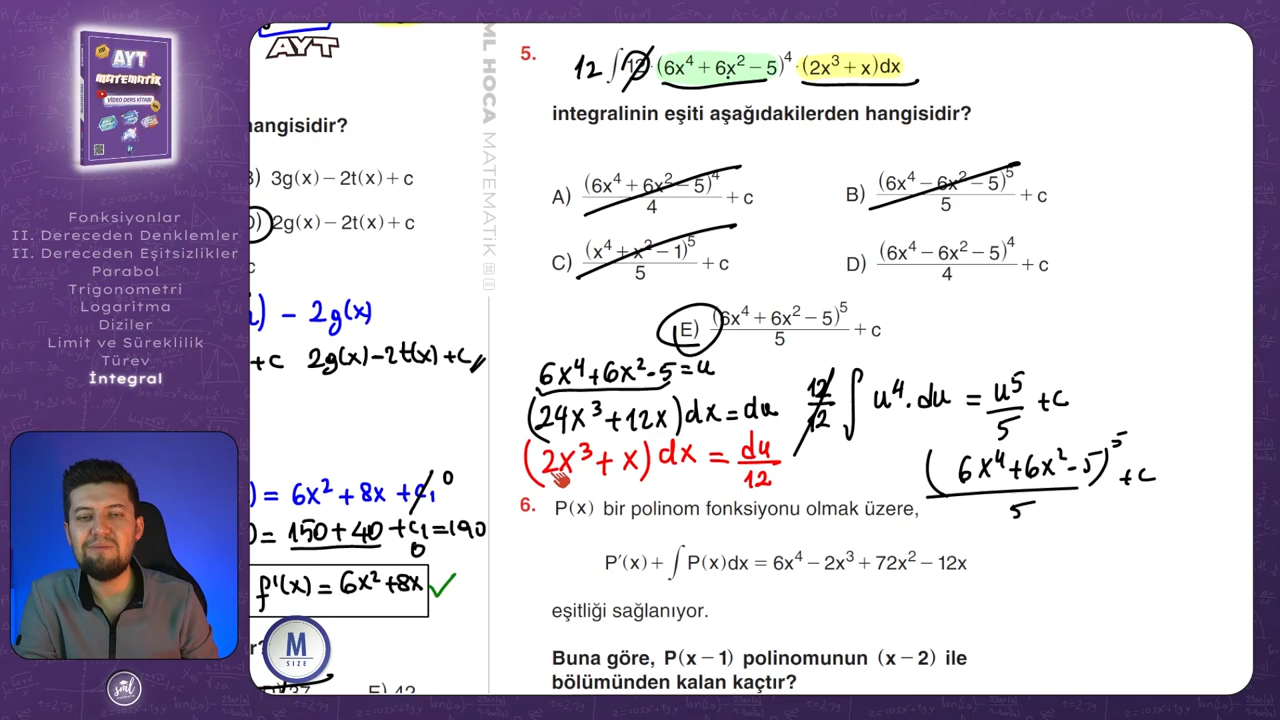 AYT
MATEMATİK
VİDEO DERS KİTABI
Fonksiyonlar
II. Dereceden Denklemler
II. Dereceden Eşitsizlikler
Parabol
Trigonometri
Logaritma
Diziler
Limit ve Süreklilik
Türev
İntegral
sml
AYT
hangisidir?
3g(x) − 2t(x) + c
D) 2g(x) − 2t(x) + c
c
− 2g(x)
+ c 2g(x) − 2t(x) + c
= 6x² + 8x + c₁ 0
= 150 + 40 + c₁ = 190
0
f'(x) = 6x² + 8x ✓
M
SIZE
E) 42
ML HOCA MATEMATİK
5. 12 ∫ 12 · (6x⁴ + 6x² − 5)⁴ · (2x³ + x)dx
integralinin eşiti aşağıdakilerden hangisidir?
A) (6x⁴ + 6x² − 5)⁴ / 4 + c
B) (6x⁴ − 6x² − 5)⁵ / 5 + c
C) (x⁴ + x² − 1)⁵ / 5 + c
D) (6x⁴ − 6x² − 5)⁴ / 4 + c
E) (6x⁴ + 6x² − 5)⁵ / 5 + c
6x⁴ + 6x² − 5 = u
(24x³ + 12x) dx = du
(2x³ + x) dx = du / 12
12 / 12 ∫ u⁴ · du = u⁵ / 5 + c
(6x⁴ + 6x² − 5)⁵ / 5 + c
6. P(x) bir polinom fonksiyonu olmak üzere,
P'(x) + ∫ P(x)dx = 6x⁴ − 2x³ + 72x² − 12x
eşitliği sağlanıyor.
Buna göre, P(x − 1) polinomunun (x − 2) ile
bölümünden kalan kaçtır?